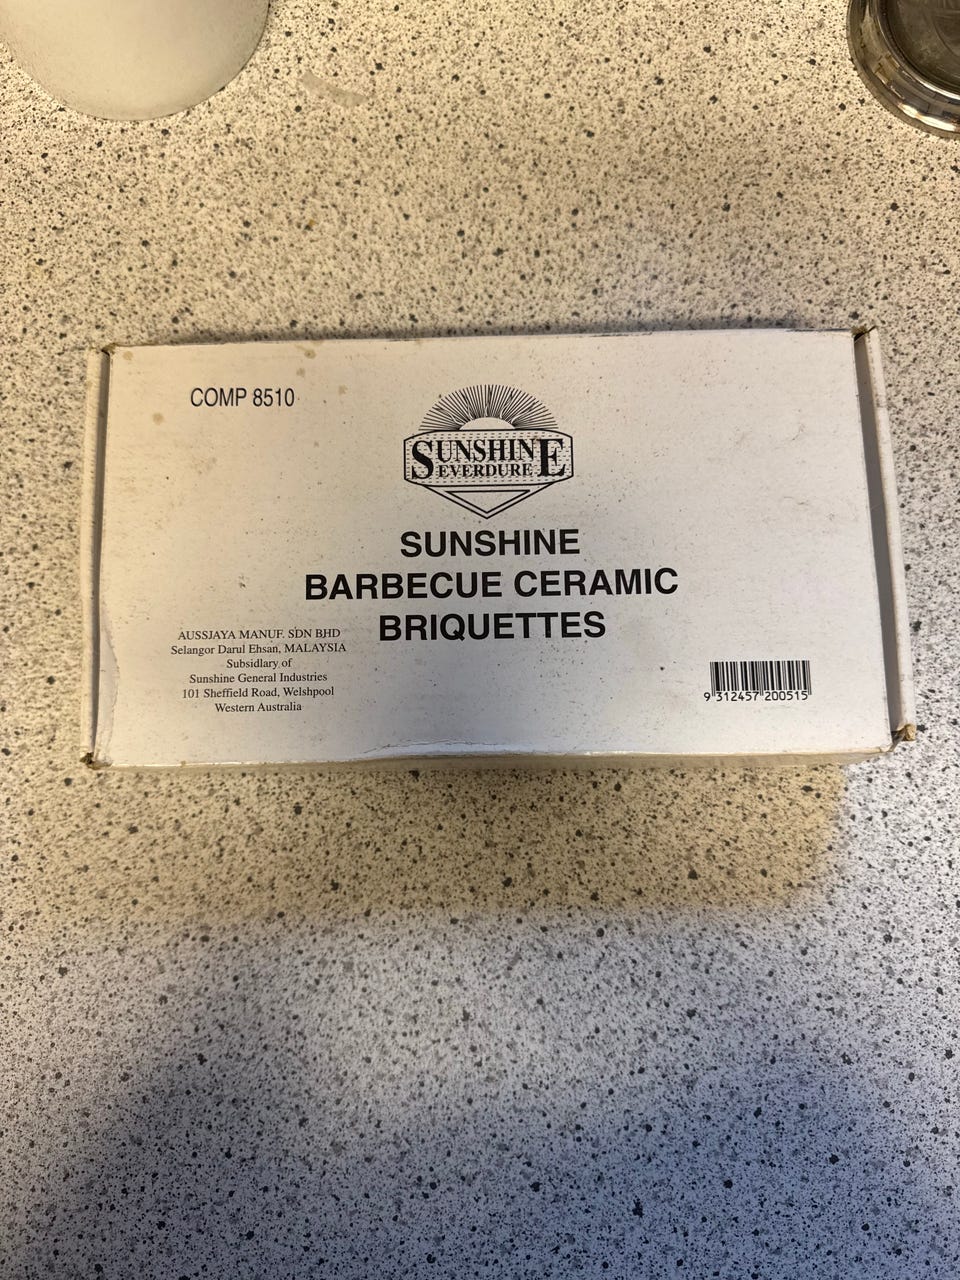 COMP 8510
SUNSHINE
EVERDURE
SUNSHINE
BARBECUE CERAMIC
BRIQUETTES
AUSSJAYA MANUF. SDN BHD
Selangor Darul Ehsan, MALAYSIA
Subsidlary of
Sunshine General Industries
101 Sheffield Road, Welshpool
Western Australia
9 312457 200515